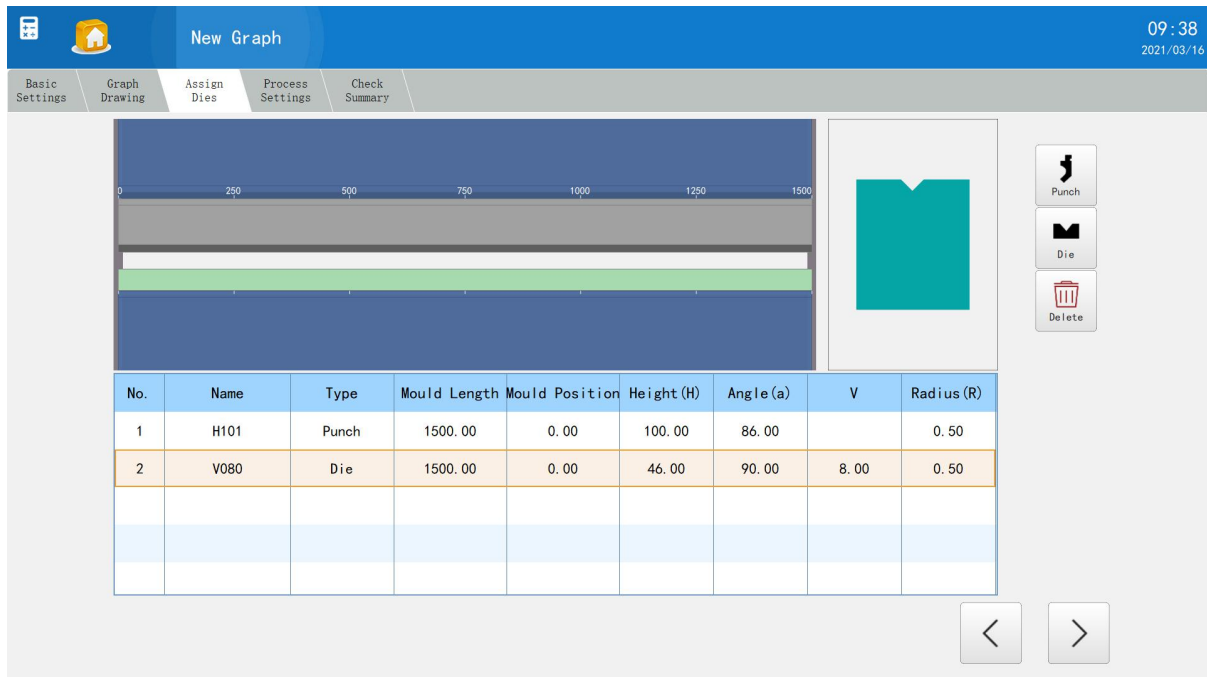 New Graph
09:38
2021/03/16
Basic
Settings
Graph
Drawing
Assign
Dies
Process
Settings
Check
Summary
0 250 500 750 1000 1250 1500
Punch
Die
Delete
No. Name Type Mould Length Mould Position Height(H) Angle(a) V Radius(R)
1 H101 Punch 1500.00 0.00 100.00 86.00 0.50
2 V080 Die 1500.00 0.00 46.00 90.00 8.00 0.50